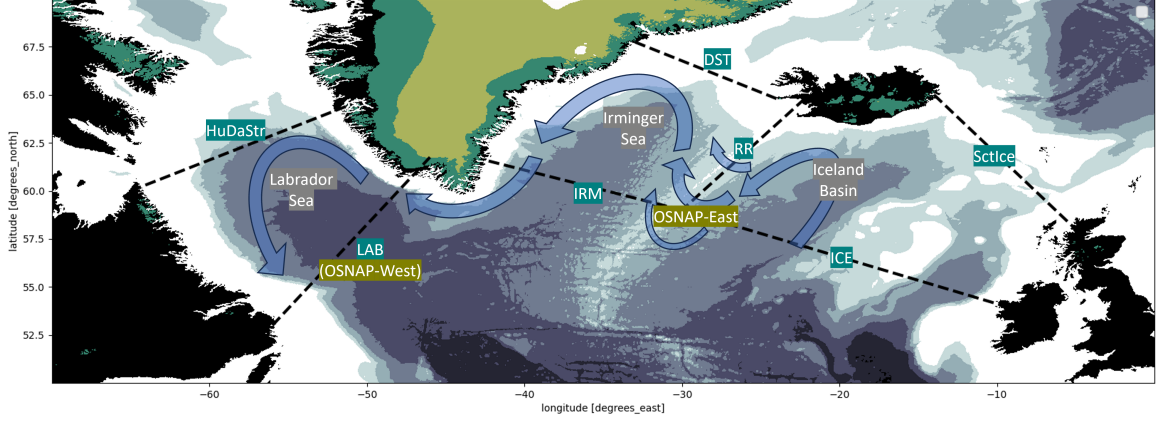 67.5
65.0
62.5
60.0
57.5
55.0
52.5
latitude [degrees_north]
DST
HuDaStr
Irminger
Sea
RR
SctIce
Labrador
Sea
Iceland
Basin
IRM
OSNAP-East
LAB
(OSNAP-West)
ICE
−60
−50
−40
−30
−20
−10
longitude [degrees_east]